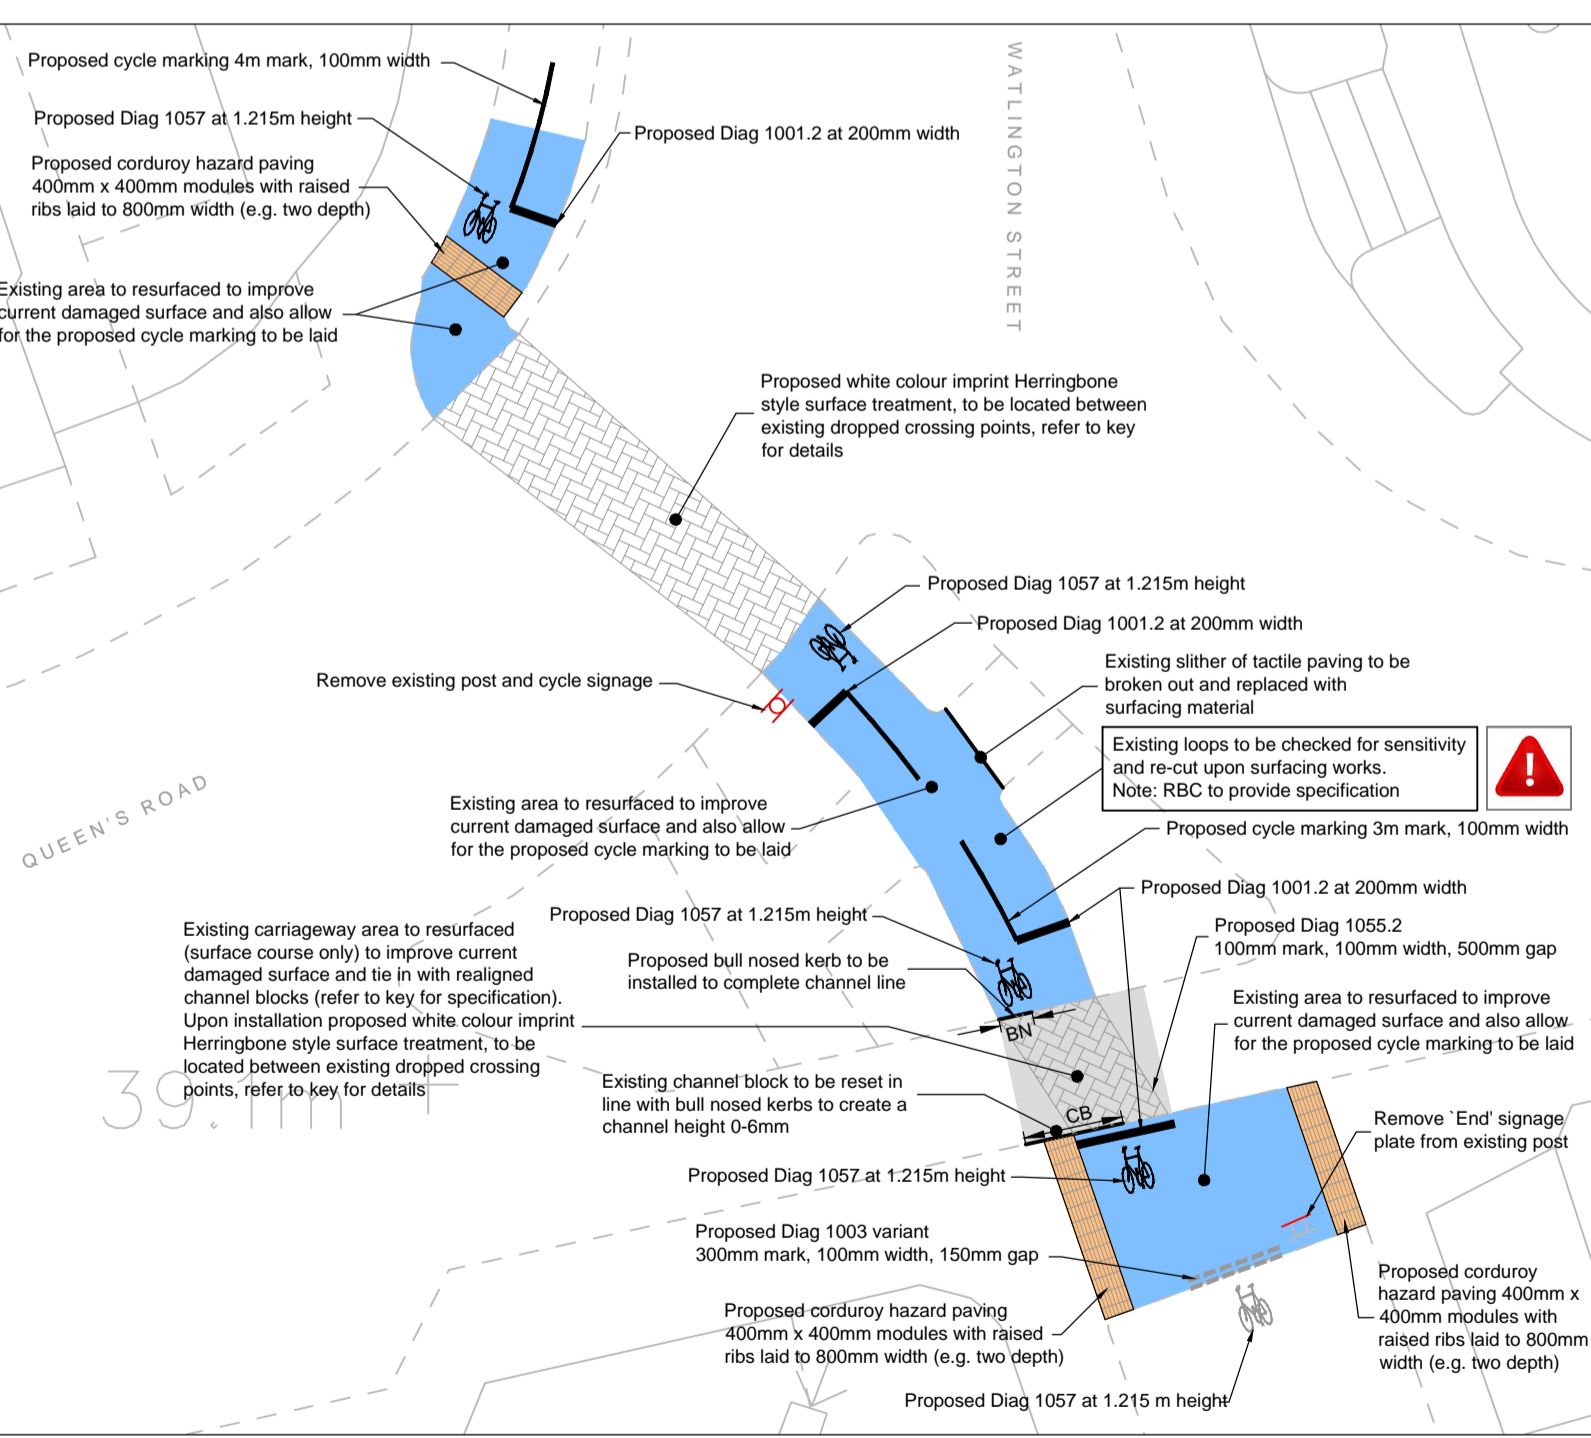 Proposed cycle marking 4m mark, 100mm width
Proposed Diag 1057 at 1.215m height
Proposed Diag 1001.2 at 200mm width
Proposed corduroy hazard paving
400mm x 400mm modules with raised
ribs laid to 800mm width (e.g. two depth)
WATLINGTON STREET
Existing area to resurfaced to improve
current damaged surface and also allow
for the proposed cycle marking to be laid
Proposed white colour imprint Herringbone
style surface treatment, to be located between
existing dropped crossing points, refer to key
for details
Proposed Diag 1057 at 1.215m height
Proposed Diag 1001.2 at 200mm width
Remove existing post and cycle signage
Existing slither of tactile paving to be
broken out and replaced with
surfacing material
Existing loops to be checked for sensitivity
and re-cut upon surfacing works.
Note: RBC to provide specification
!
QUEEN'S ROAD
Existing area to resurfaced to improve
current damaged surface and also allow
for the proposed cycle marking to be laid
Proposed cycle marking 3m mark, 100mm width
Proposed Diag 1001.2 at 200mm width
Proposed Diag 1057 at 1.215m height
Proposed Diag 1055.2
100mm mark, 100mm width, 500mm gap
Existing carriageway area to resurfaced
(surface course only) to improve current
damaged surface and tie in with realigned
channel blocks (refer to key for specification).
Upon installation proposed white colour imprint
Herringbone style surface treatment, to be
located between existing dropped crossing
points, refer to key for details
Proposed bull nosed kerb to be
installed to complete channel line
Existing area to resurfaced to improve
current damaged surface and also allow
for the proposed cycle marking to be laid
BN
39.1m +
Existing channel block to be reset in
line with bull nosed kerbs to create a
channel height 0-6mm
CB
Remove `End' signage
plate from existing post
Proposed Diag 1057 at 1.215m height
Proposed Diag 1003 variant
300mm mark, 100mm width, 150mm gap
Proposed corduroy hazard paving
400mm x 400mm modules with raised
ribs laid to 800mm width (e.g. two depth)
Proposed corduroy
hazard paving 400mm x
400mm modules with
raised ribs laid to 800mm
width (e.g. two depth)
Proposed Diag 1057 at 1.215 m height